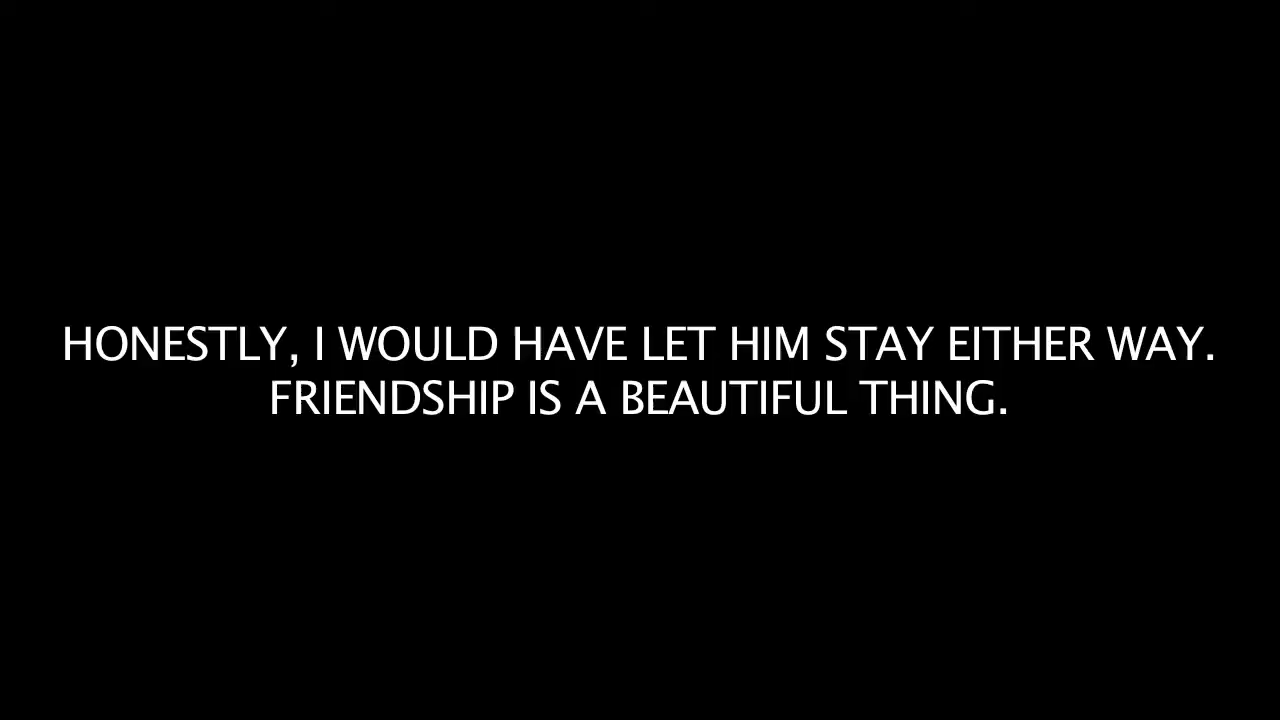 HONESTLY, I WOULD HAVE LET HIM STAY EITHER WAY.
FRIENDSHIP IS A BEAUTIFUL THING.